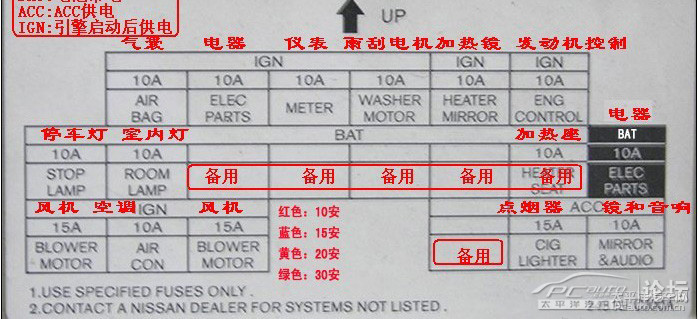 ACC:ACC供电
IGN:引擎启动后供电
UP
气囊 电器 仪表 雨刮电机 加热镜 发动机控制
IGN IGN IGN
10A 10A 10A 10A 10A 10A
AIR BAG
ELEC PARTS
METER
WASHER MOTOR
HEATER MIRROR
ENG CONTROL
停车灯 室内灯 加热座 电器
BAT BAT
10A 10A 10A 10A
STOP LAMP
ROOM LAMP
备用 备用 备用 备用 备用
HEATER SEAT
ELEC PARTS
风机 空调 风机 点烟器 镜和音响
IGN ACC
15A 10A 15A 15A 10A
BLOWER MOTOR
AIR CON
BLOWER MOTOR
备用
CIG LIGHTER
MIRROR & AUDIO
红色：10安
蓝色：15安
黄色：20安
绿色：30安
1.USE SPECIFIED FUSES ONLY .
2.CONTACT A NISSAN DEALER FOR SYSTEMS NOT LISTED .
论坛